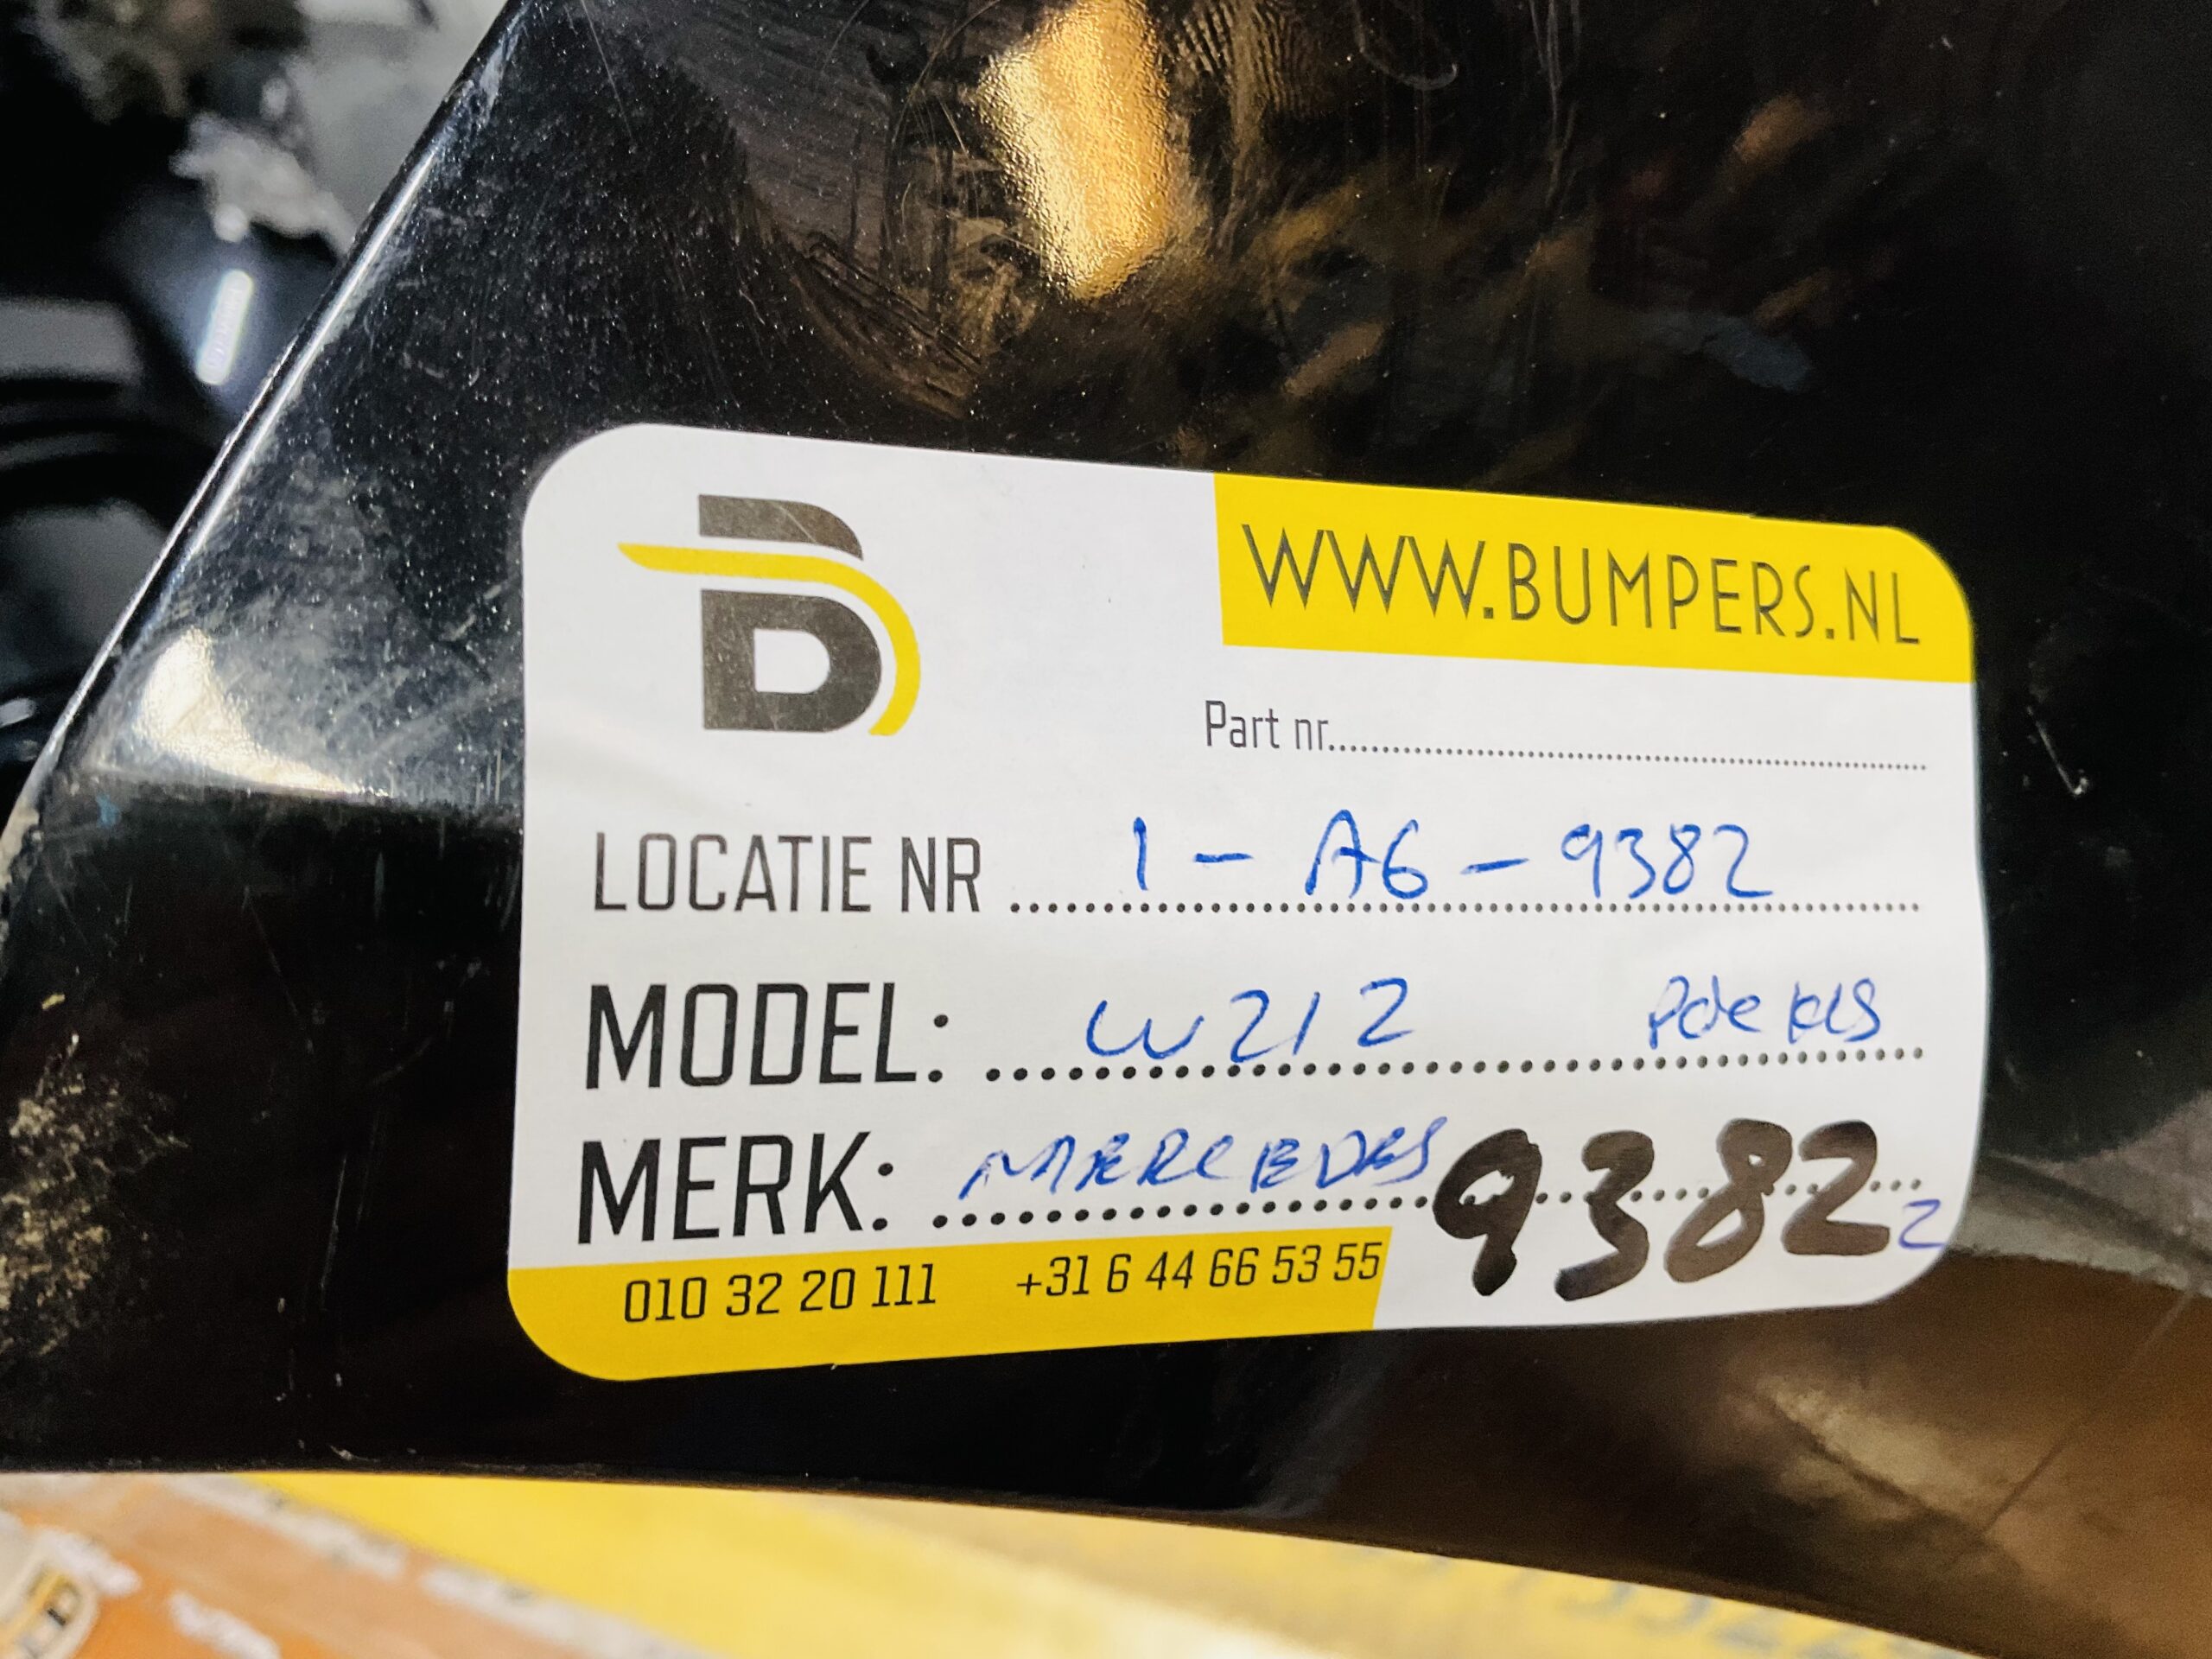 WWW.BUMPERS.NL
Part nr.
LOCATIE NR 1 - A6 - 9382
MODEL: W212
MERK: MERCEDES 9382 2
010 32 20 111 +31 6 44 66 53 55